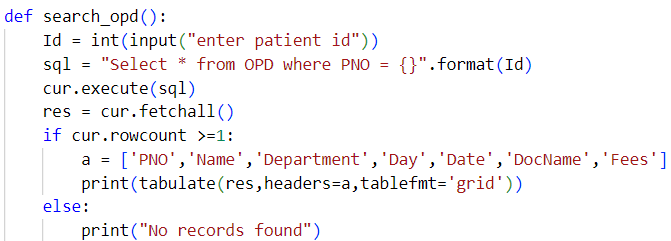 def search_opd():
    Id = int(input("enter patient id"))
    sql = "Select * from OPD where PNO = {}".format(Id)
    cur.execute(sql)
    res = cur.fetchall()
    if cur.rowcount >=1:
        a = ['PNO','Name','Department','Day','Date','DocName','Fees']
        print(tabulate(res,headers=a,tablefmt='grid'))
    else:
        print("No records found")